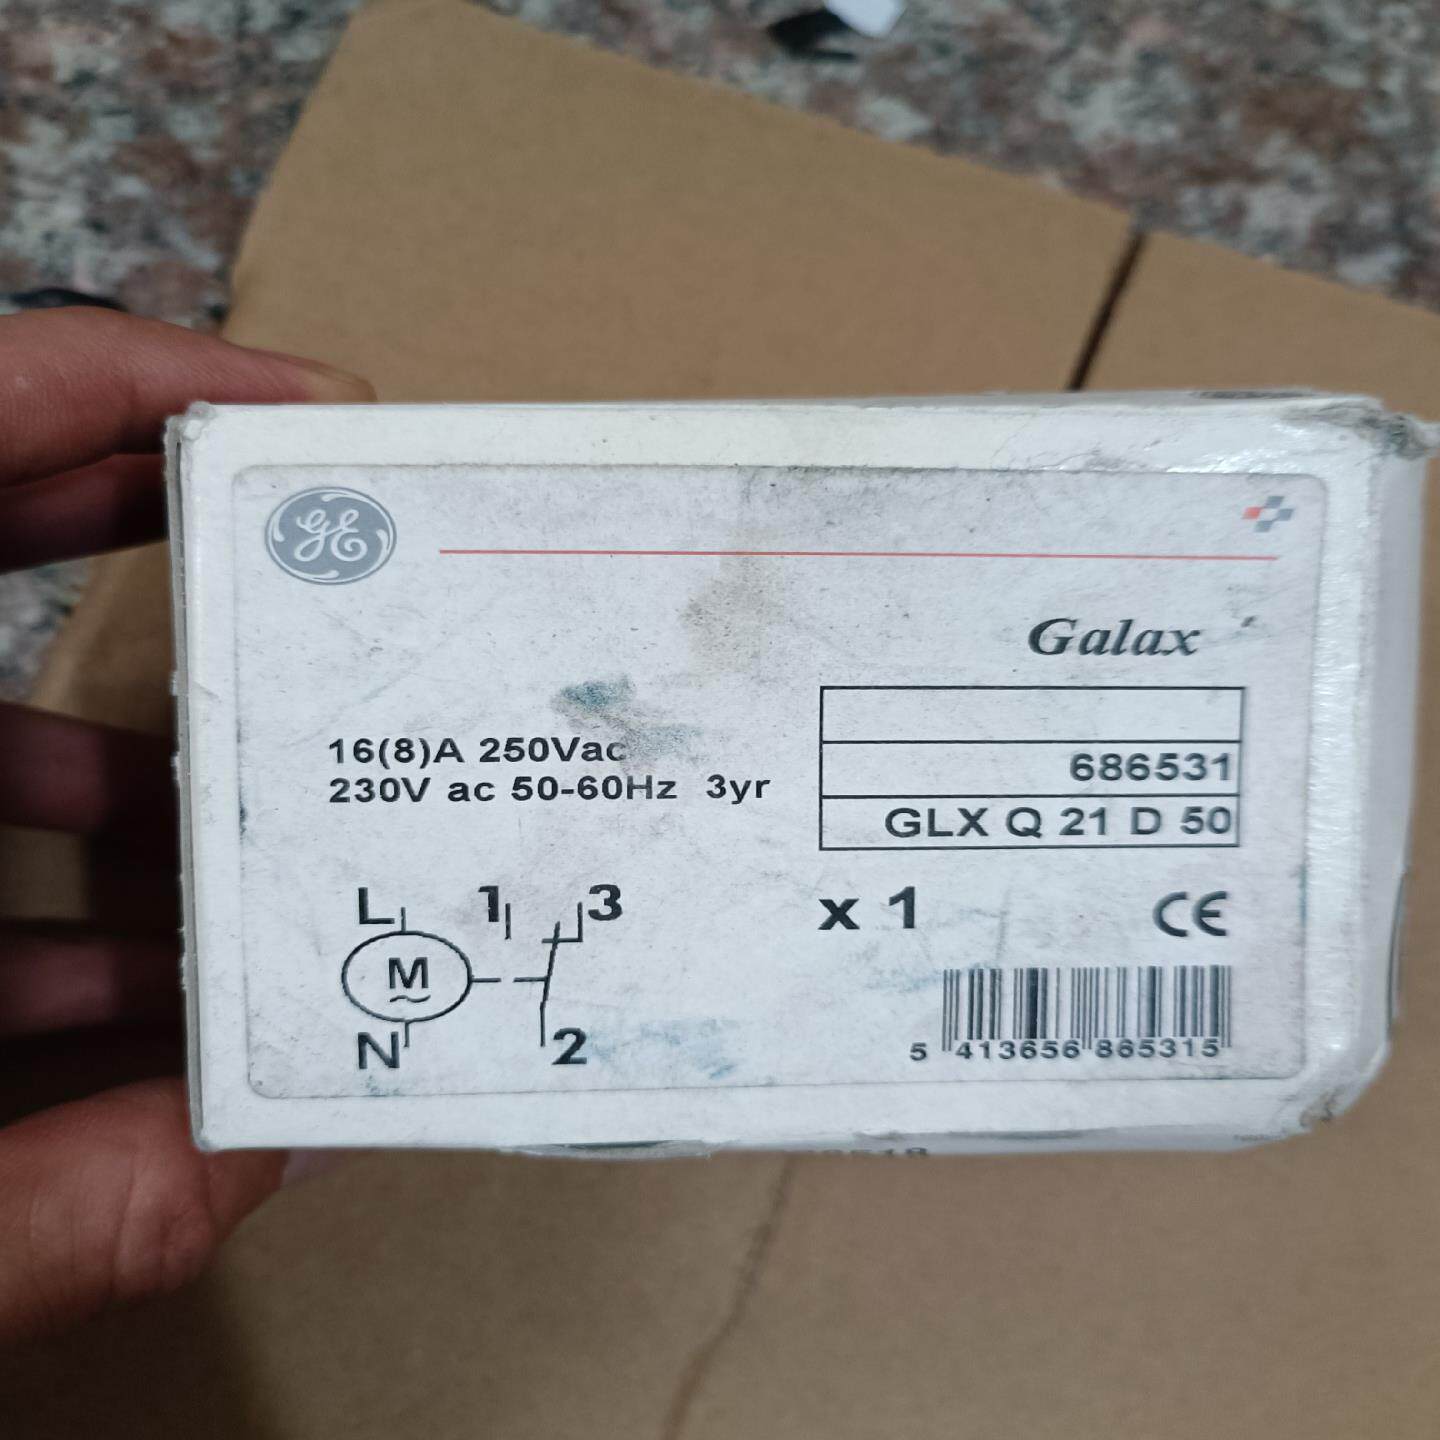 GE
Galax
16(8)A 250Vac
230V ac 50-60Hz 3yr
686531
GLX Q 21 D 50
L 1 3
M
N 2
x 1 CE
5 413656 865315